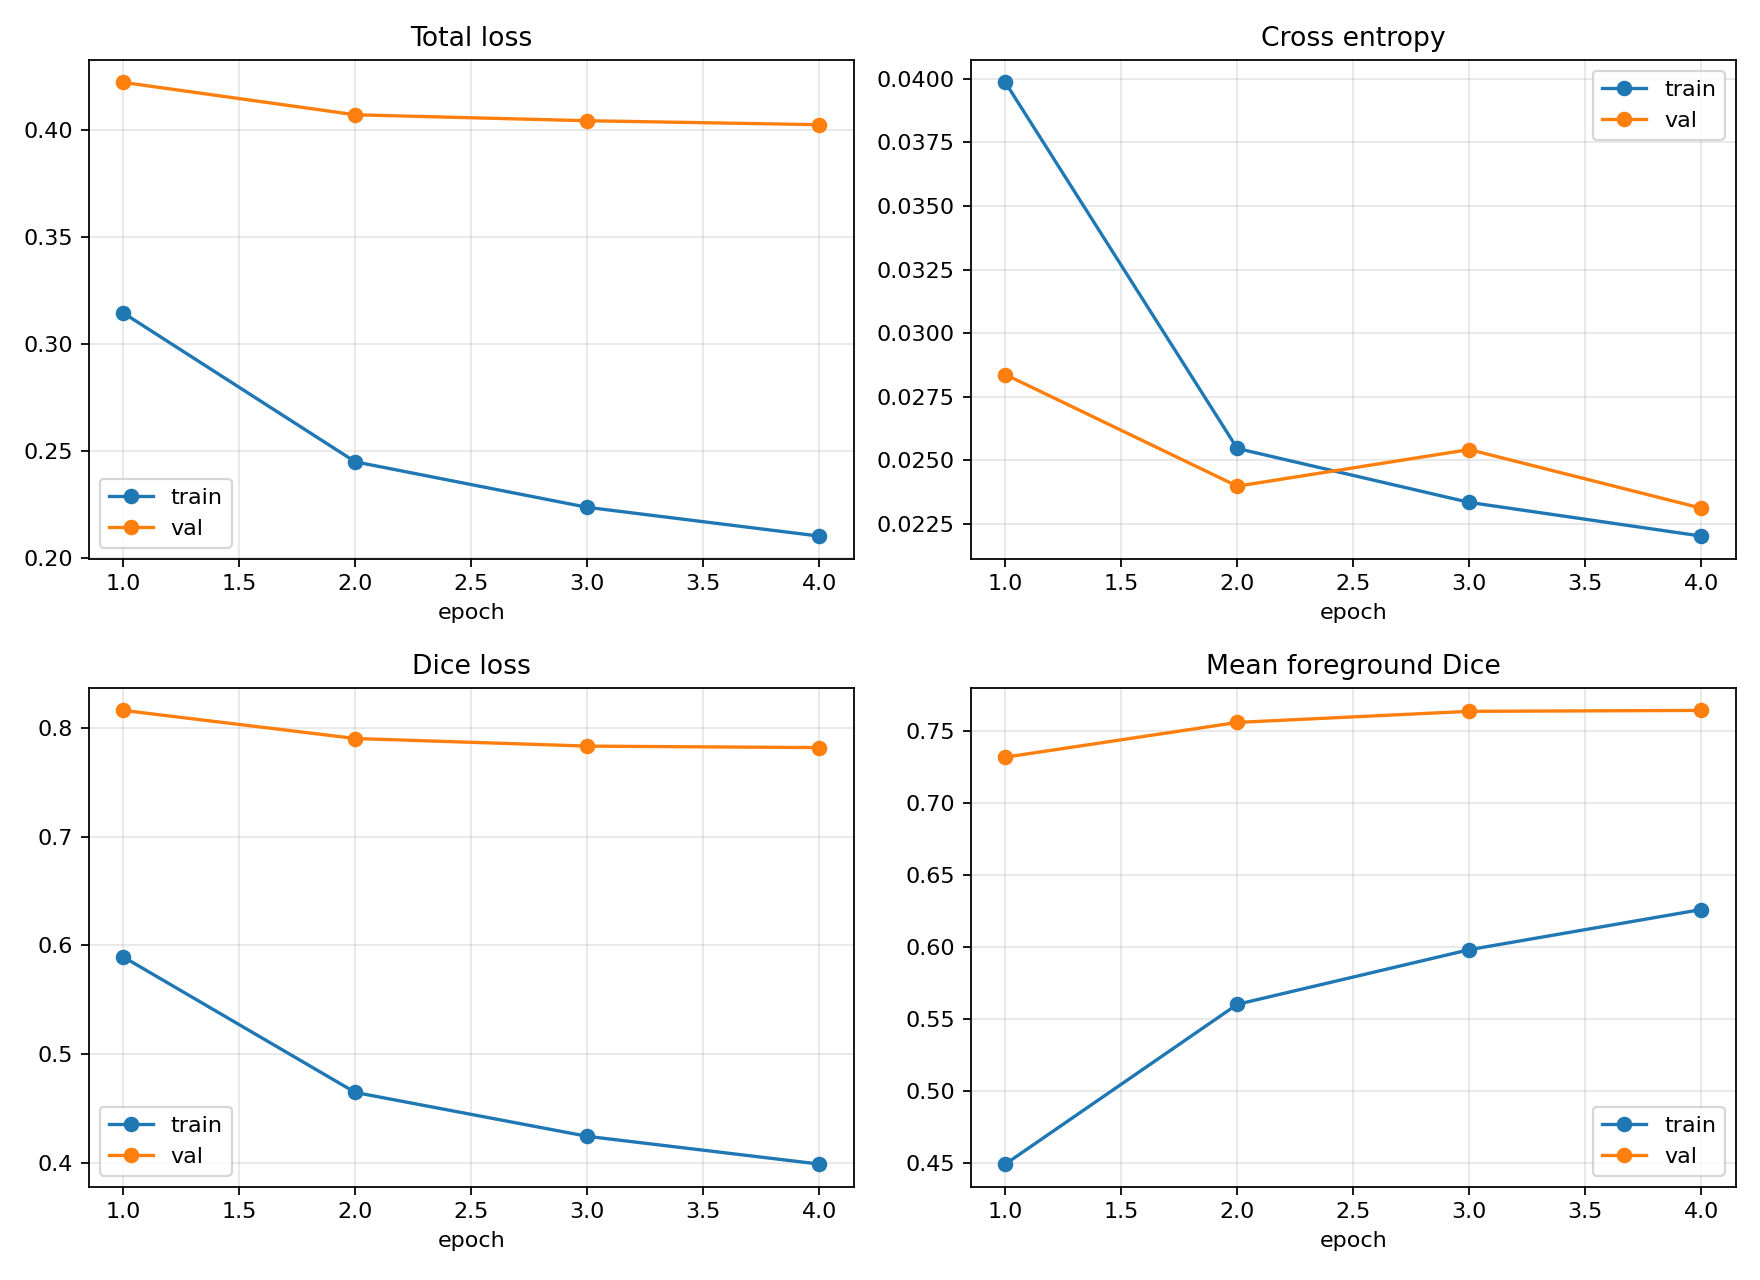 Total loss
0.40
0.35
0.30
0.25
0.20
train
val
1.0 1.5 2.0 2.5 3.0 3.5 4.0
epoch
Cross entropy
0.0400
0.0375
0.0350
0.0325
0.0300
0.0275
0.0250
0.0225
train
val
1.0 1.5 2.0 2.5 3.0 3.5 4.0
epoch
Dice loss
0.8
0.7
0.6
0.5
0.4
train
val
1.0 1.5 2.0 2.5 3.0 3.5 4.0
epoch
Mean foreground Dice
0.75
0.70
0.65
0.60
0.55
0.50
0.45
train
val
1.0 1.5 2.0 2.5 3.0 3.5 4.0
epoch